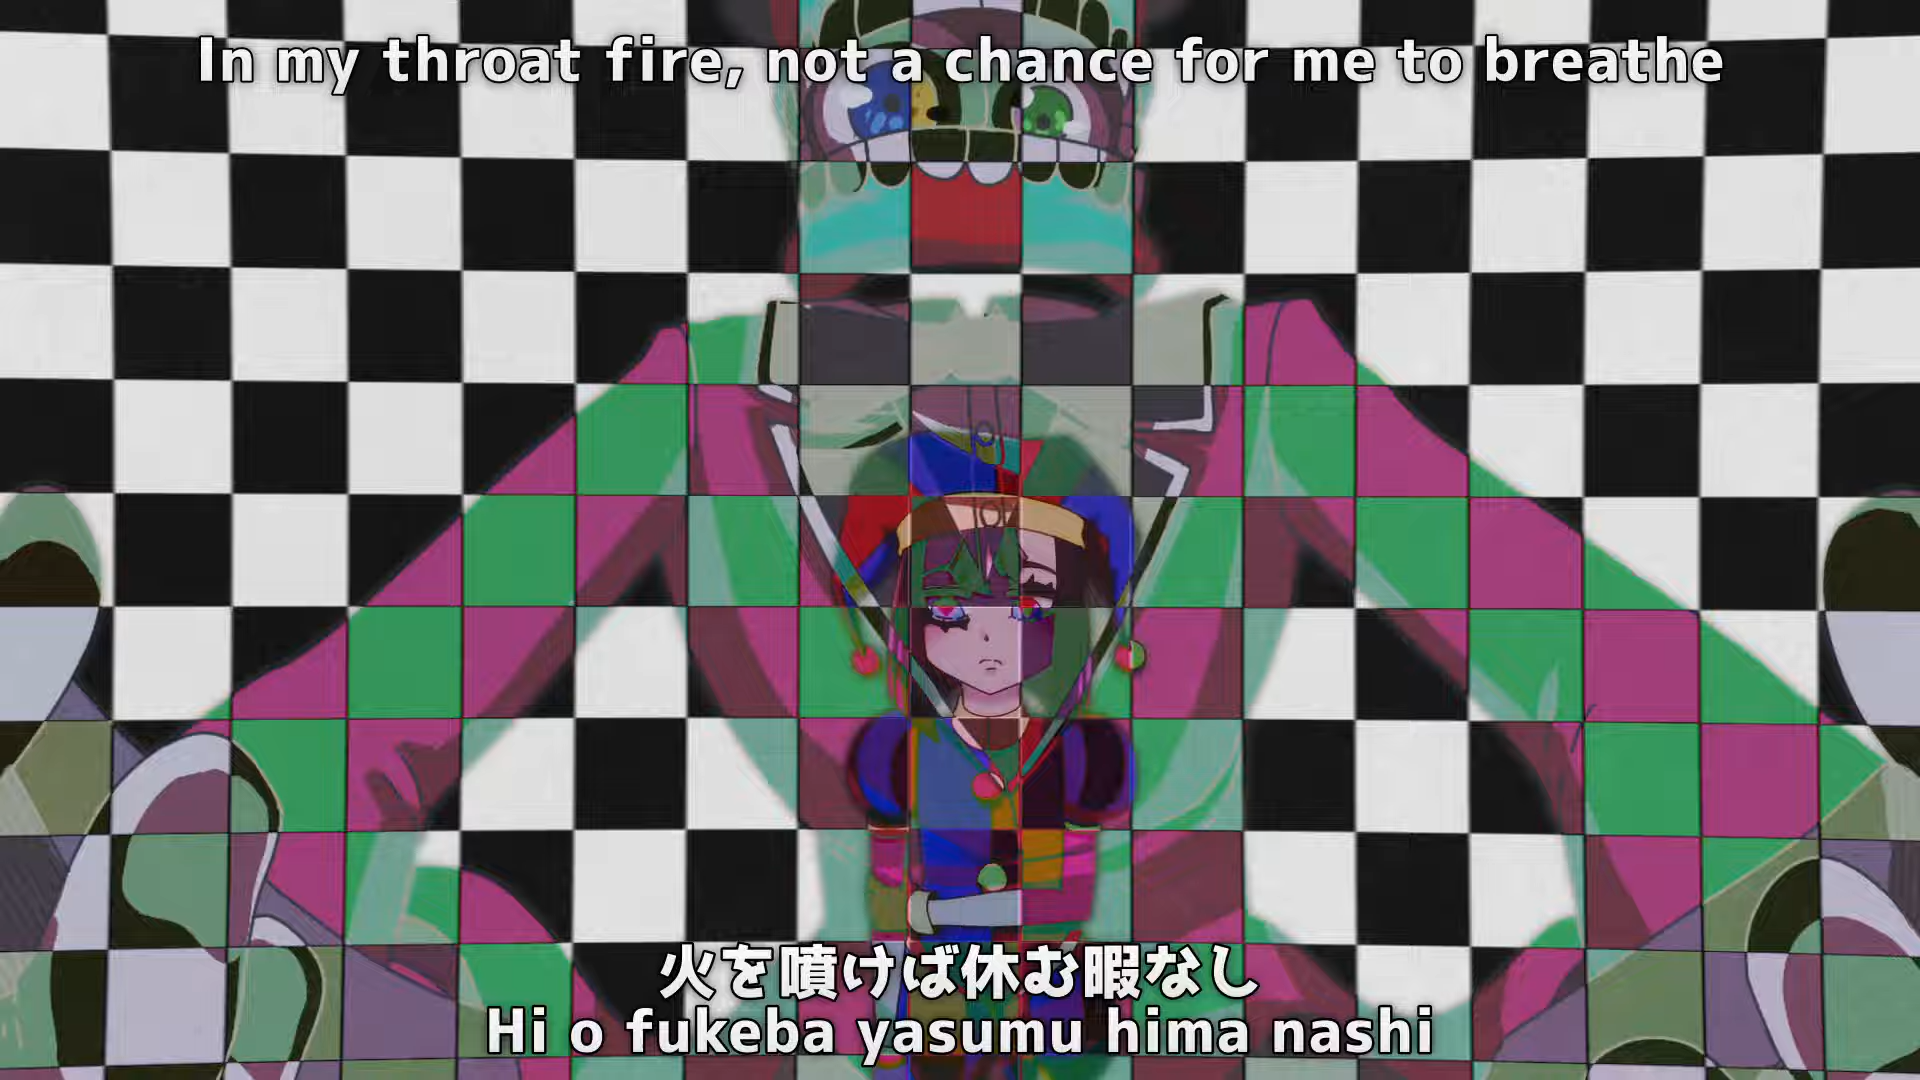 In my throat fire, not a chance for me to breathe
火を噴けば休む暇なし
Hi o fukeba yasumu hima nashi